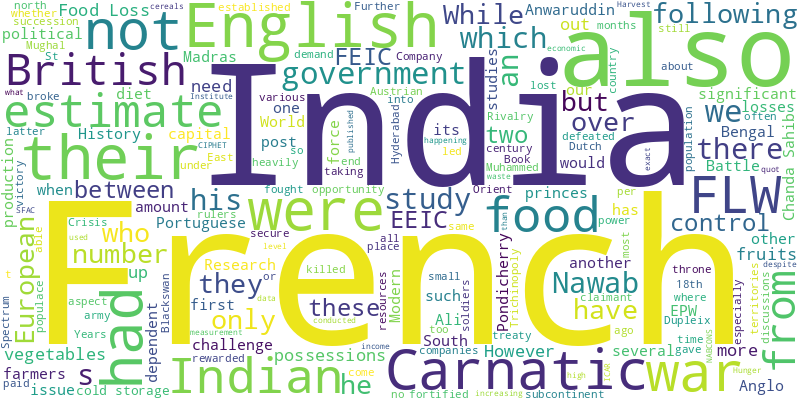 north
succession
cereals
Food Loss
whether
established
Further
Harvest
political
Mughal
St
not
English
Madras
demand
FEIC
Company
While
which
Anwaruddin
out
months
following
still
also
British
India
Austrian
government
studies
an
our
about
country
significant
what
broke
diet
need
various
into
economic
lost
estimate
latter
Institute
History
capital
one
World
force
Hyderabad
its
two
but
over
we
losses
often
Bengal
Rivalry
defeated
Dutch
population
there
production
victory
their
CIPHET
under
East
post
So
published
happening
century
Book
would
exact
Battle
Chanda Sahib
quot
when
between
heavily
end
taking
led
Muhammed
waste
SFAC
Crisis
amount
his
were
fought
opportunity
Orient
study
food
princes
per
European
able
used
who
Portuguese
rulers
EEIC
same
than
has
power
control
most
number
French
secure
level
all
place
Pondicherry
another
other
fruits
t
populace
aspect
up
or
they
Research
killed
resources
Modern
small
such
Nawab
throne
18th
despite
Spectrum
had
army
Years
dependent
Blackswan
first
only
data
these
Ali
soldiers
Trichinopoly
have
claimant
where
EPW
Dupleix
territories
discussions
especially
from
vegetables
measurement
conducted
challenge
rewarded
possessions
South
too
treaty
ago
time
gave
NABCONS
farmers
s
issue
paid
cold storage
Indian
he
income
come
Carnatic
However
companies
no
fortified
several
high
ICAR
increasing
subcontinent
war
more
Hunger
Anglo
FLW